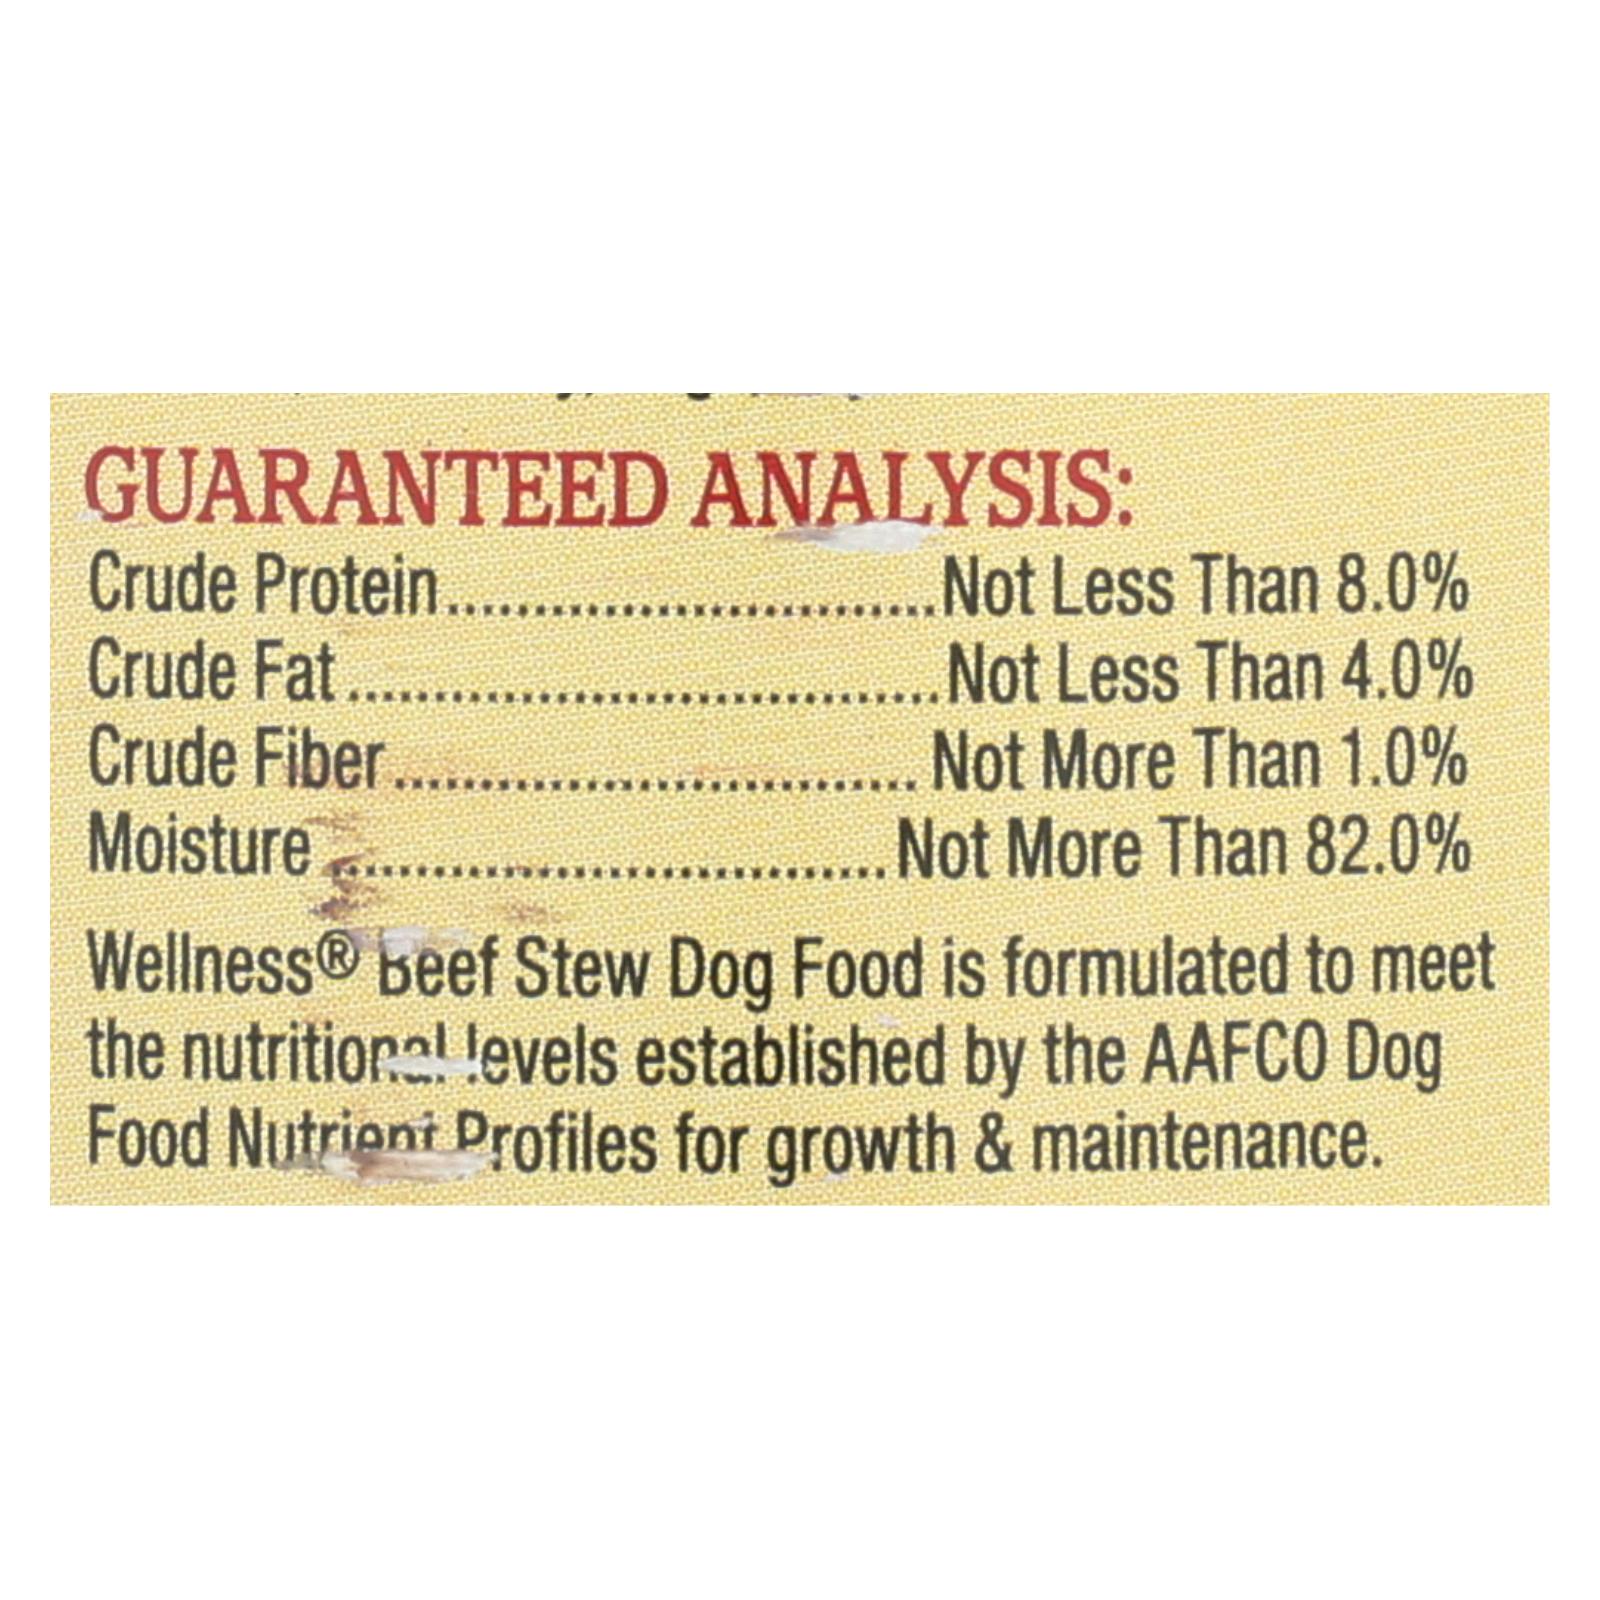 GUARANTEED ANALYSIS:
Crude Protein............................Not Less Than 8.0%
Crude Fat ..................................Not Less Than 4.0%
Crude Fiber.............................. Not More Than 1.0%
Moisture ................................Not More Than 82.0%
Wellness® Beef Stew Dog Food is formulated to meet
the nutritional levels established by the AAFCO Dog
Food Nutrient Profiles for growth & maintenance.